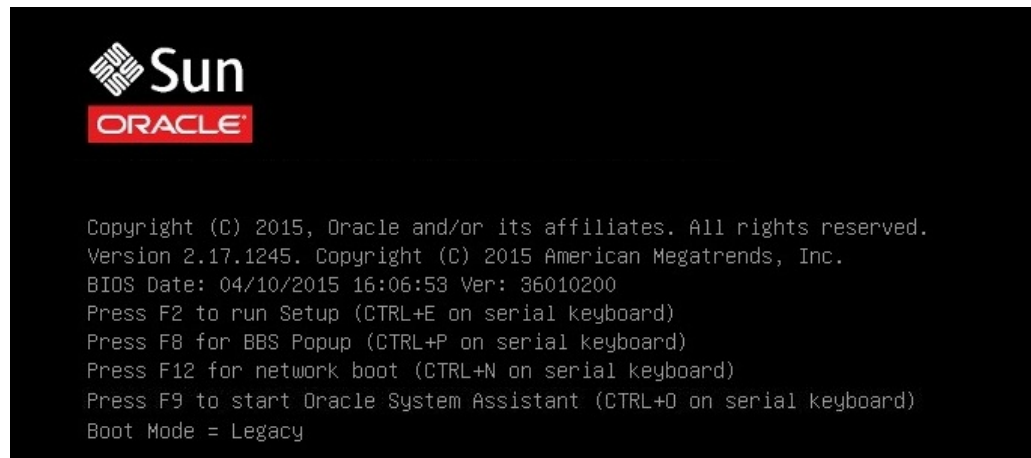 Sun
ORACLE
Copyright (C) 2015, Oracle and/or its affiliates. All rights reserved.
Version 2.17.1245. Copyright (C) 2015 American Megatrends, Inc.
BIOS Date: 04/10/2015 16:06:53 Ver: 36010200
Press F2 to run Setup (CTRL+E on serial keyboard)
Press F8 for BBS Popup (CTRL+P on serial keyboard)
Press F12 for network boot (CTRL+N on serial keyboard)
Press F9 to start Oracle System Assistant (CTRL+O on serial keyboard)
Boot Mode = Legacy